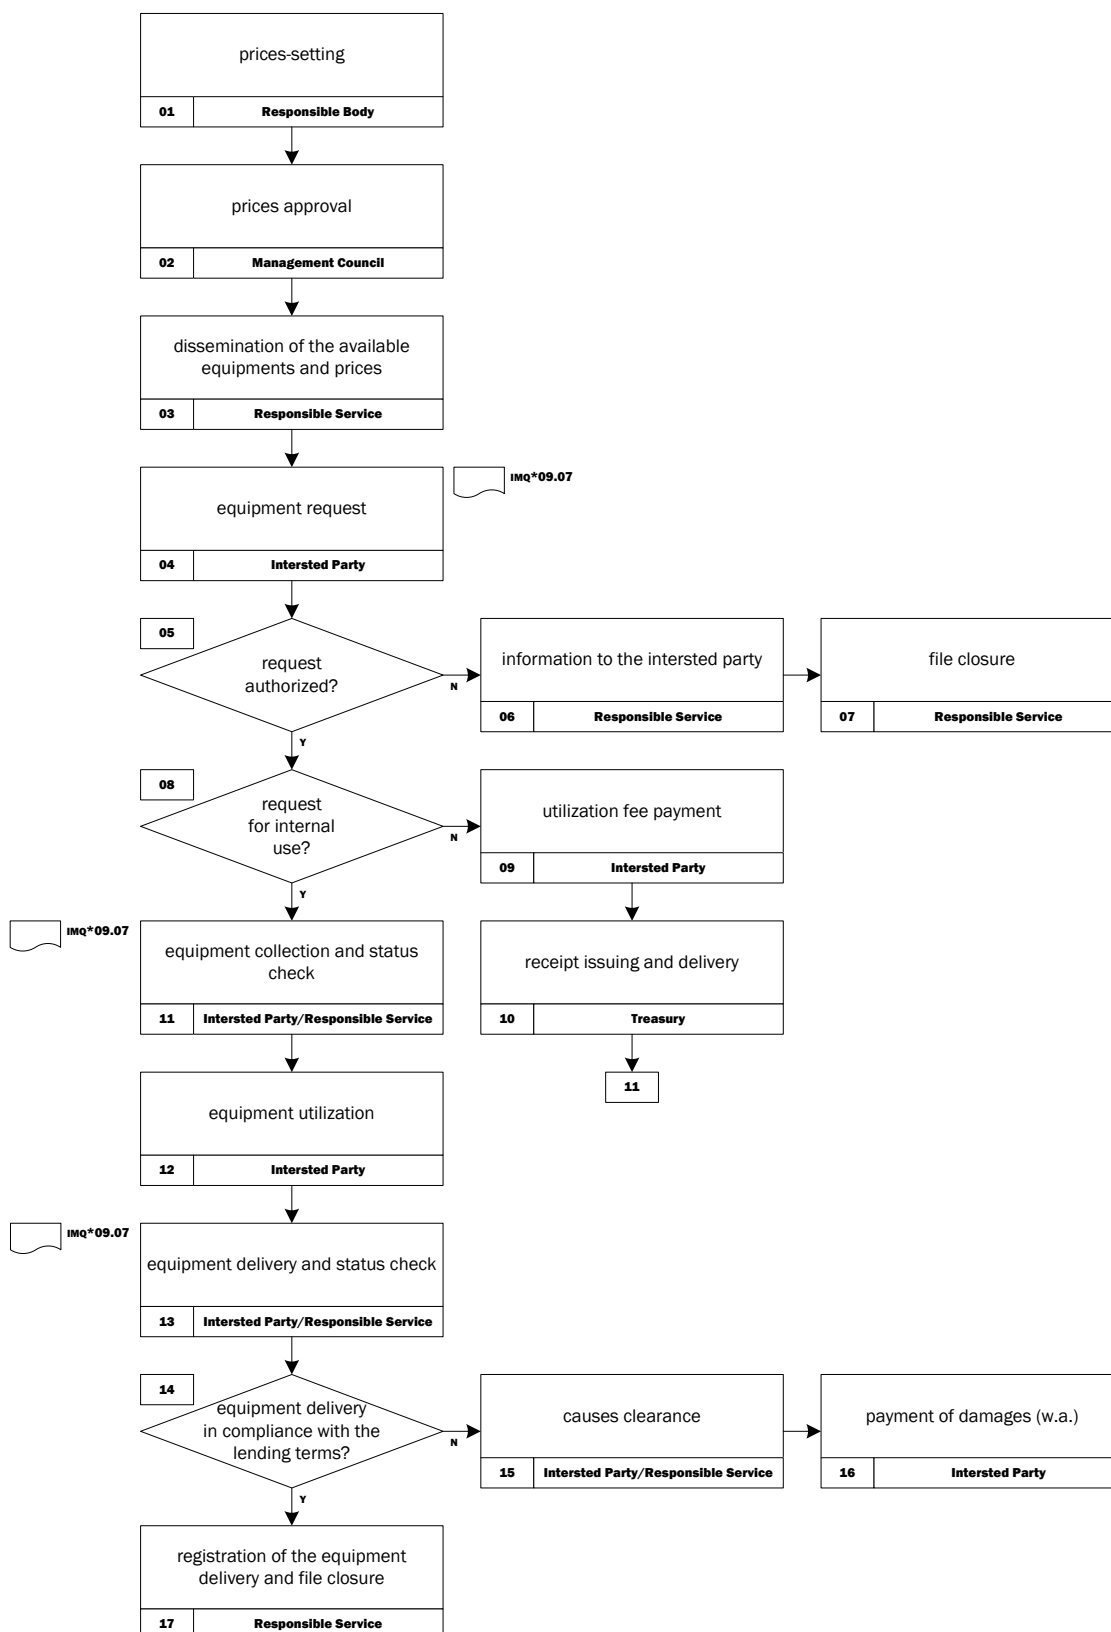 prices-setting
01 Responsible Body
prices approval
02 Management Council
dissemination of the available
equipments and prices
03 Responsible Service
IMQ*09.07
equipment request
04 Intersted Party
05
request
authorized?
N
Y
information to the intersted party
06 Responsible Service
file closure
07 Responsible Service
08
request
for internal
use?
N
Y
utilization fee payment
09 Intersted Party
IMQ*09.07
equipment collection and status
check
11 Intersted Party/Responsible Service
receipt issuing and delivery
10 Treasury
11
equipment utilization
12 Intersted Party
IMQ*09.07
equipment delivery and status check
13 Intersted Party/Responsible Service
14
equipment delivery
in compliance with the
lending terms?
N
Y
causes clearance
15 Intersted Party/Responsible Service
payment of damages (w.a.)
16 Intersted Party
registration of the equipment
delivery and file closure
17 Responsible Service